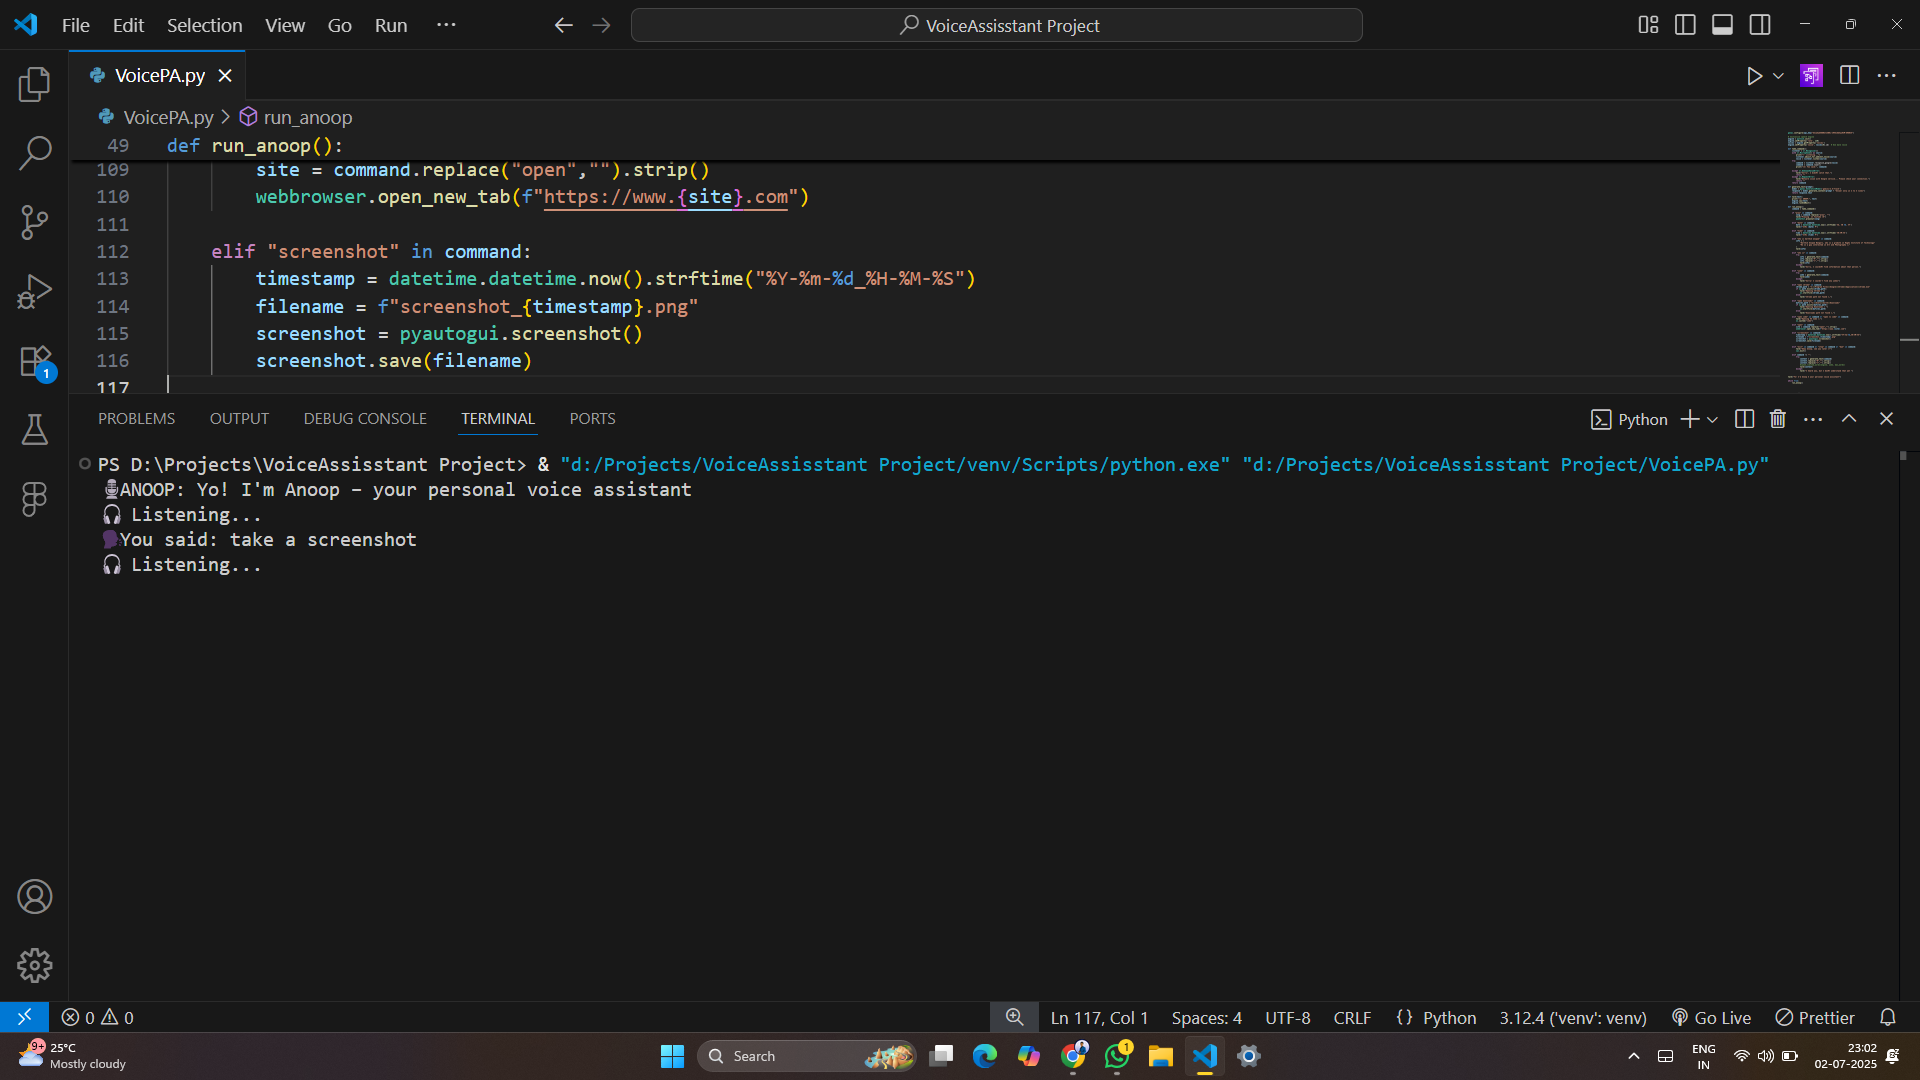 File Edit Selection View Go Run ...
VoiceAssisstant Project
VoicePA.py
VoicePA.py > run_anoop
49 def run_anoop():
109 site = command.replace("open","").strip()
110 webbrowser.open_new_tab(f"https://www.{site}.com")
111
112 elif "screenshot" in command:
113 timestamp = datetime.datetime.now().strftime("%Y-%m-%d_%H-%M-%S")
114 filename = f"screenshot_{timestamp}.png"
115 screenshot = pyautogui.screenshot()
116 screenshot.save(filename)
117
1
PROBLEMS OUTPUT DEBUG CONSOLE TERMINAL PORTS
Python
PS D:\Projects\VoiceAssisstant Project> & "d:/Projects/VoiceAssisstant Project/venv/Scripts/python.exe" "d:/Projects/VoiceAssisstant Project/VoicePA.py"
🎙ANOOP: Yo! I'm Anoop – your personal voice assistant
🎧 Listening...
🗣You said: take a screenshot
🎧 Listening...
0 0
Ln 117, Col 1 Spaces: 4 UTF-8 CRLF {} Python 3.12.4 ('venv': venv) Go Live Prettier
9+ 25°C
Mostly cloudy
Search
1
ENG
IN
23:02
02-07-2025